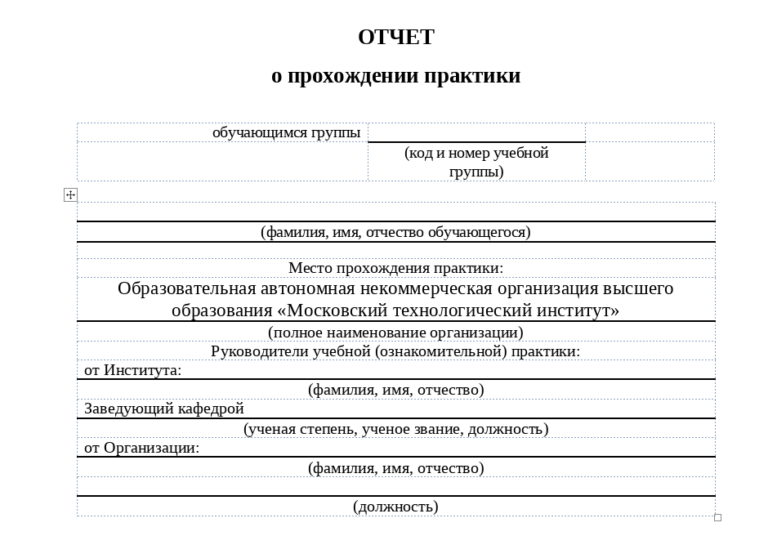 ОТЧЕТ
о прохождении практики
обучающимся группы
(код и номер учебной
группы)
(фамилия, имя, отчество обучающегося)
Место прохождения практики:
Образовательная автономная некоммерческая организация высшего
образования «Московский технологический институт»
(полное наименование организации)
Руководители учебной (ознакомительной) практики:
от Института:
(фамилия, имя, отчество)
Заведующий кафедрой
(ученая степень, ученое звание, должность)
от Организации:
(фамилия, имя, отчество)
(должность)